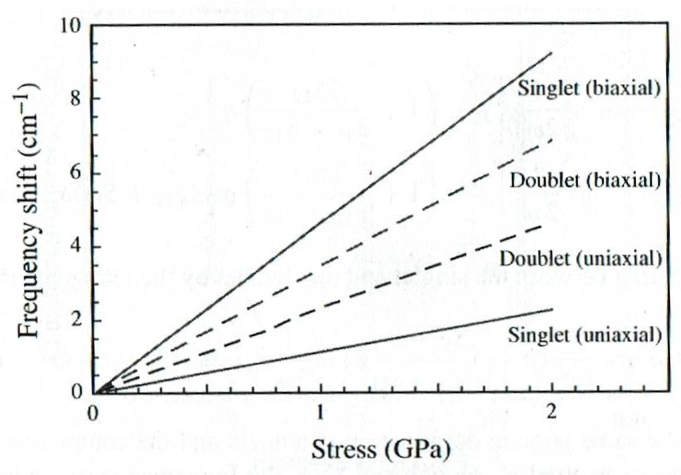 10
8
6
4
2
0
0
1
2
Frequency shift (cm⁻¹)
Stress (GPa)
Singlet (biaxial)
Doublet (biaxial)
Doublet (uniaxial)
Singlet (uniaxial)